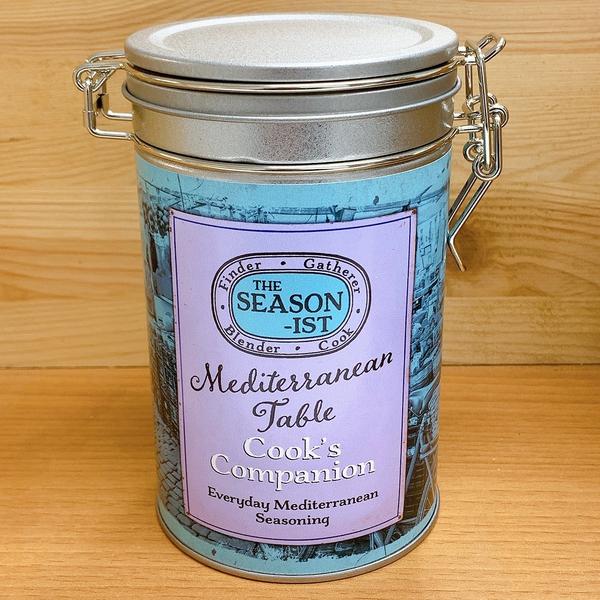 Finder • Gatherer
THE
SEASON
-IST
Blender • Cook
Mediterranean
Table
Cook's
Companion
Everyday Mediterranean
Seasoning